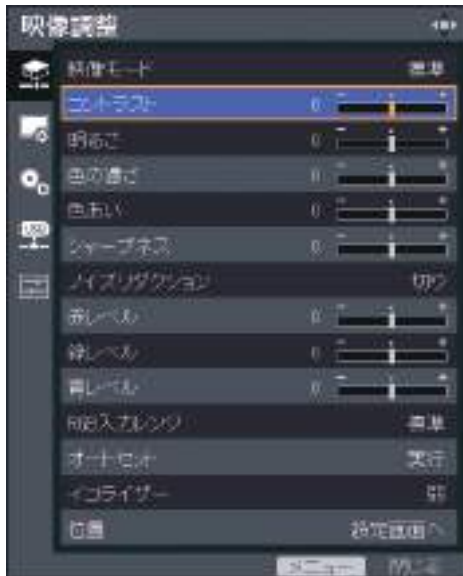 映像調整
映像モード 標準
コントラスト 0
明るさ 0
色の濃さ 0
色あい 0
シャープネス 0
ノイズリダクション 切り
赤レベル 0
緑レベル 0
青レベル 0
RGB入力レンジ 標準
オートセット 実行
イコライザー
位置 設定画面へ
メニュー 閉じる